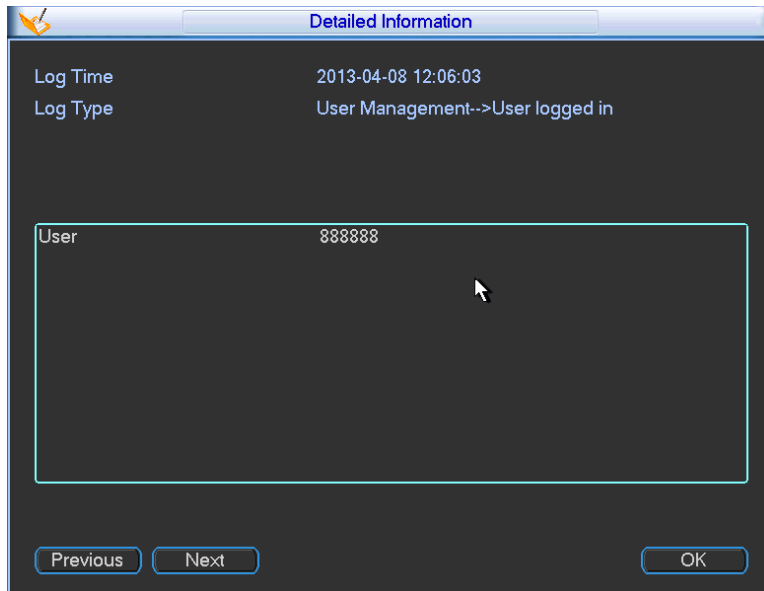 Detailed Information
Log Time 2013-04-08 12:06:03
Log Type User Management-->User logged in
User 888888
Previous Next OK